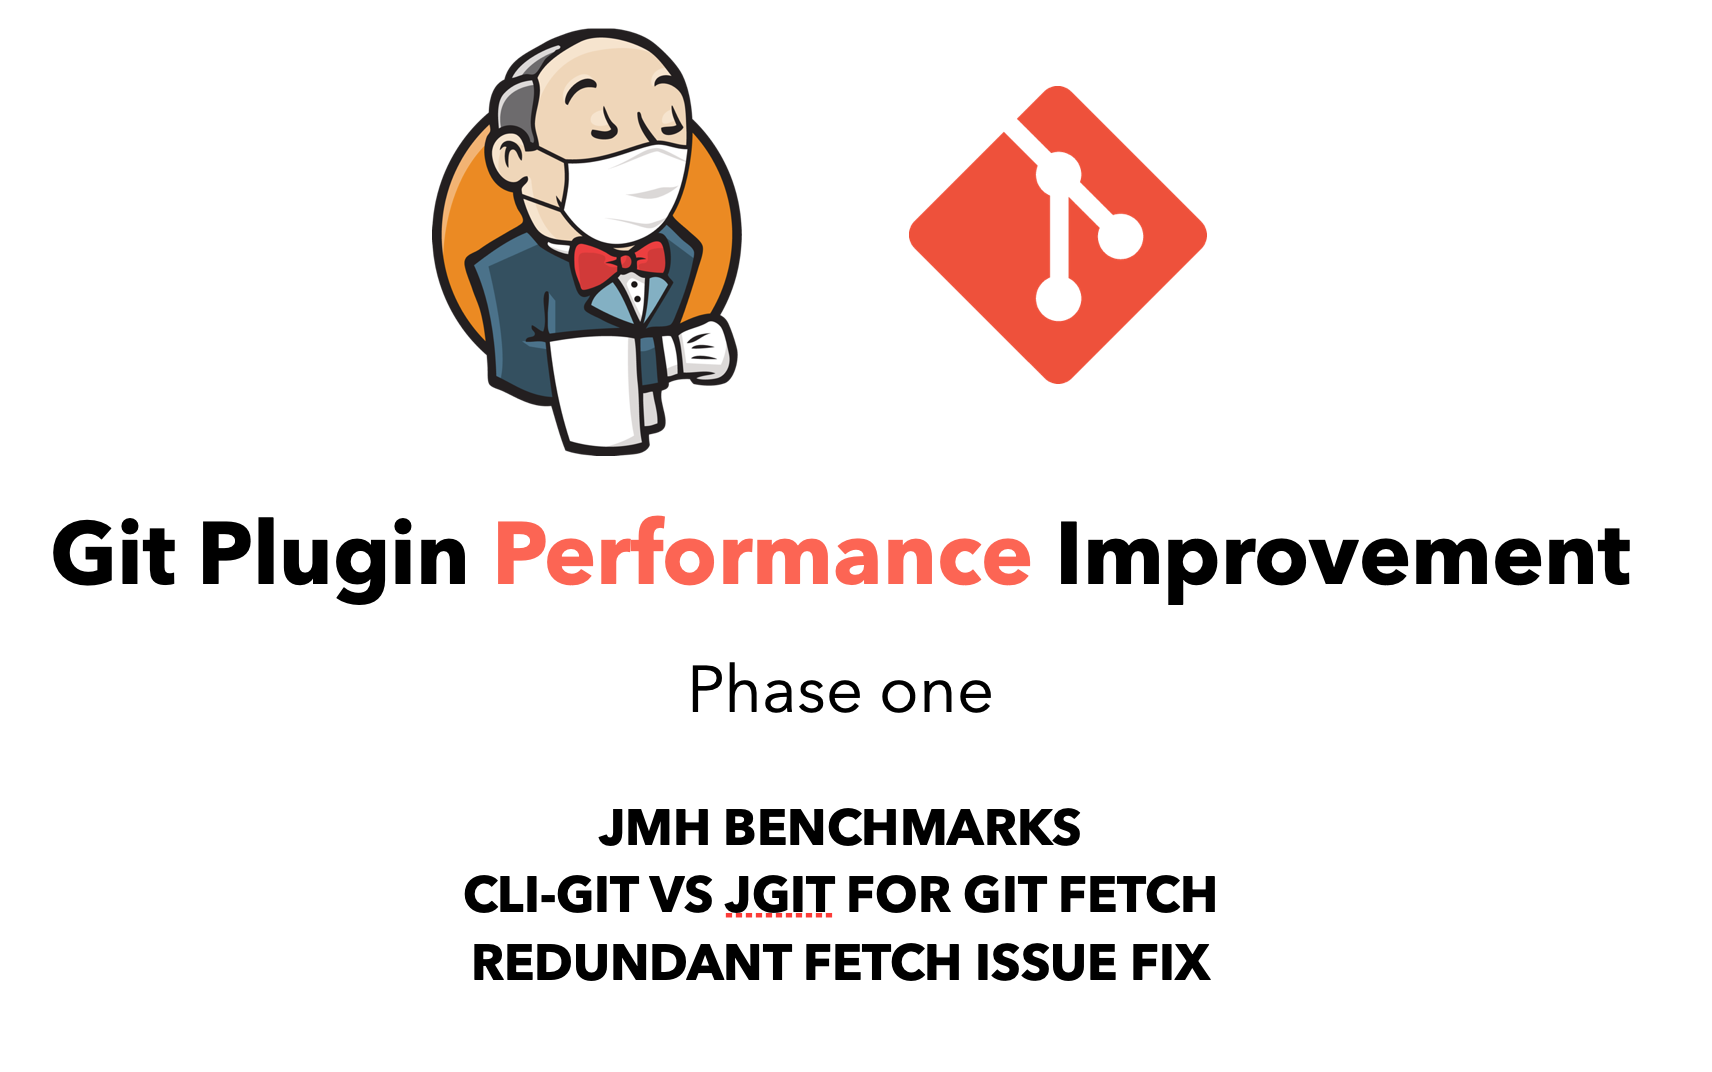 Git Plugin Performance Improvement
Phase one
JMH BENCHMARKS
CLI-GIT VS JGIT FOR GIT FETCH
REDUNDANT FETCH ISSUE FIX